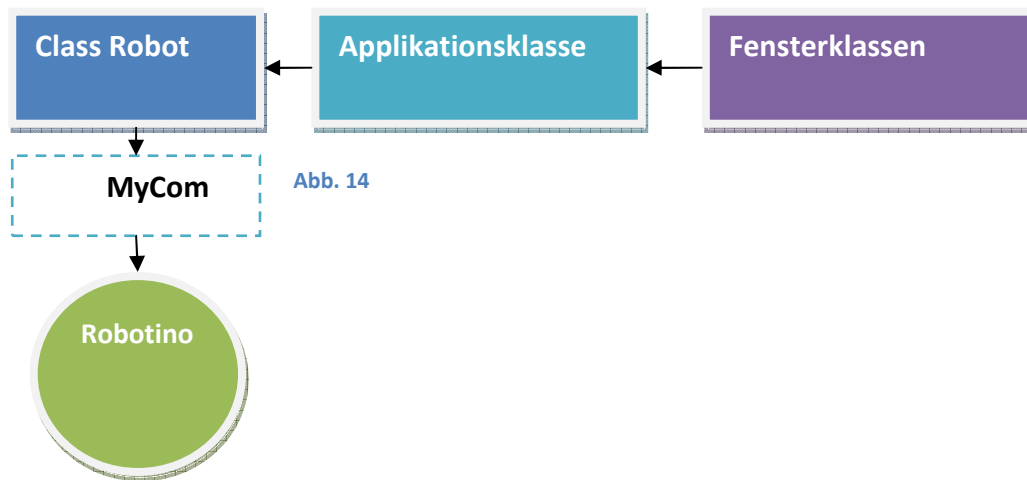 Class Robot
Applikationsklasse
Fensterklassen
MyCom
Abb. 14
Robotino